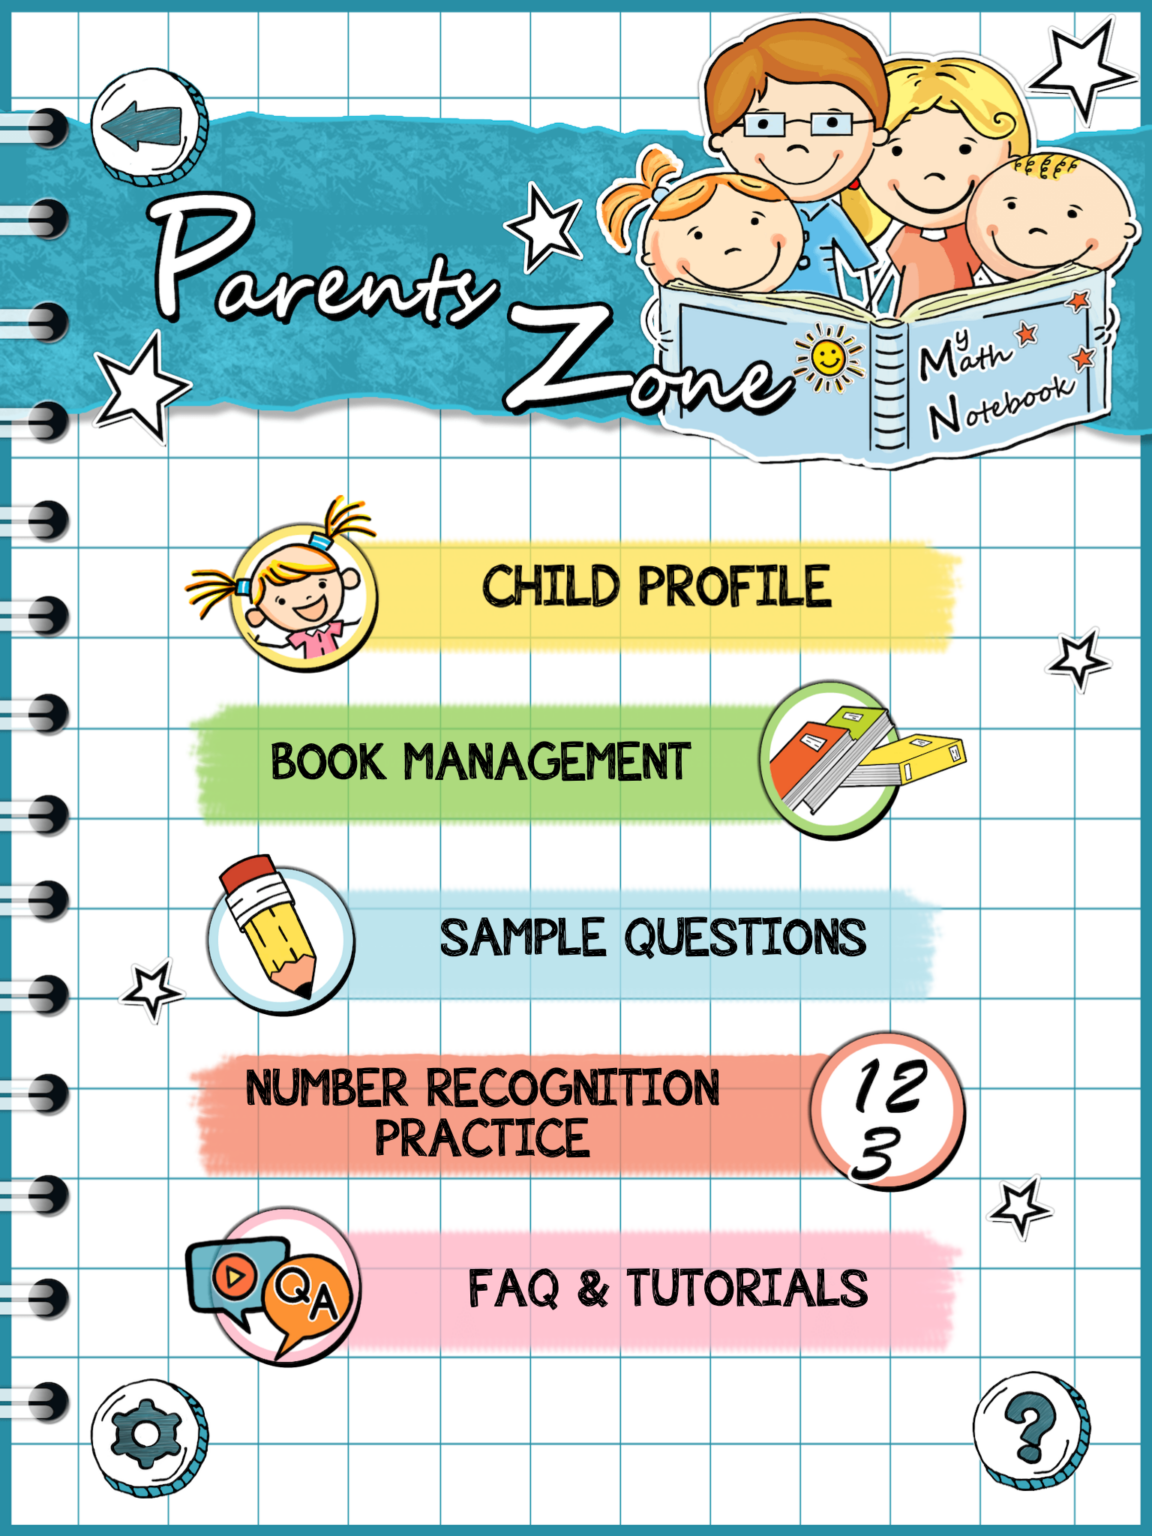 Parents
Zone
My
Math
Notebook
CHILD PROFILE
BOOK MANAGEMENT
SAMPLE QUESTIONS
NUMBER RECOGNITION
PRACTICE
12
3
QA
FAQ & TUTORIALS
?